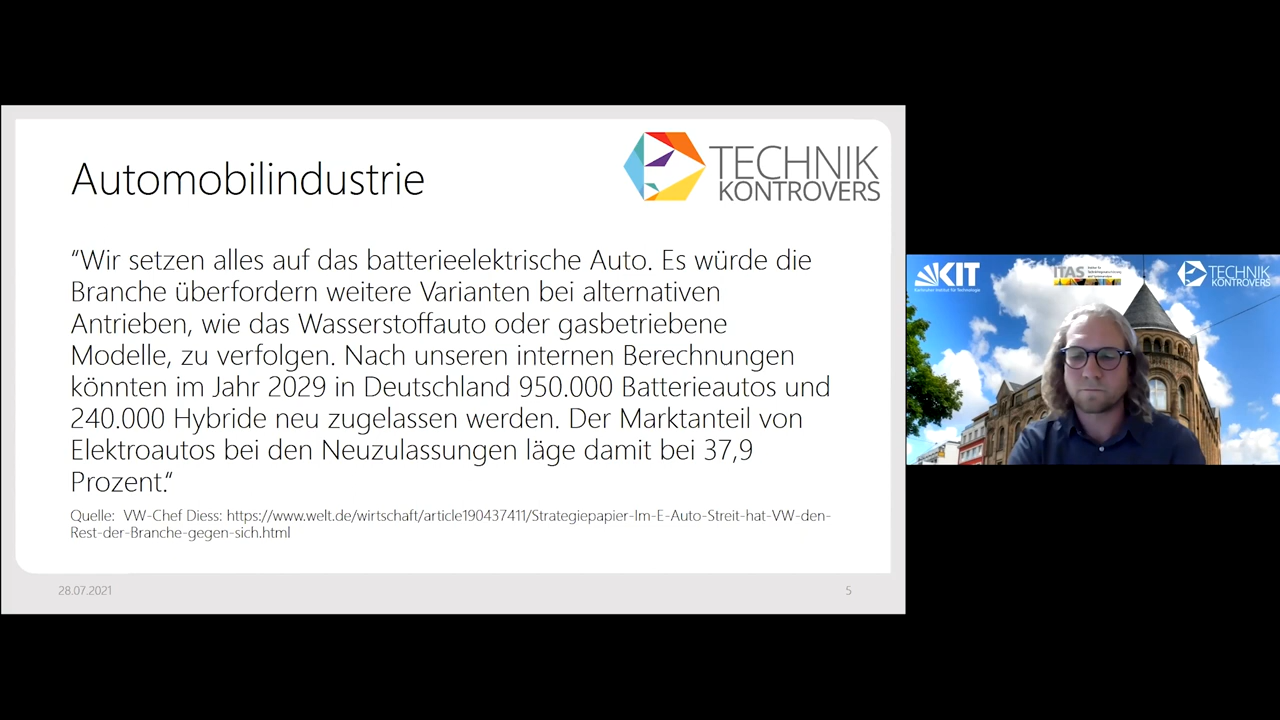 Automobilindustrie
TECHNIK
KONTROVERS
“Wir setzen alles auf das batterieelektrische Auto. Es würde die
Branche überfordern weitere Varianten bei alternativen
Antrieben, wie das Wasserstoffauto oder gasbetriebene
Modelle, zu verfolgen. Nach unseren internen Berechnungen
könnten im Jahr 2029 in Deutschland 950.000 Batterieautos und
240.000 Hybride neu zugelassen werden. Der Marktanteil von
Elektroautos bei den Neuzulassungen läge damit bei 37,9
Prozent.“
Quelle: VW-Chef Diess: https://www.welt.de/wirtschaft/article190437411/Strategiepapier-Im-E-Auto-Streit-hat-VW-den-
Rest-der-Branche-gegen-sich.html
28.07.2021
5
KIT
Karlsruher Institut für Technologie
ITAS
TECHNIK
KONTROVERS